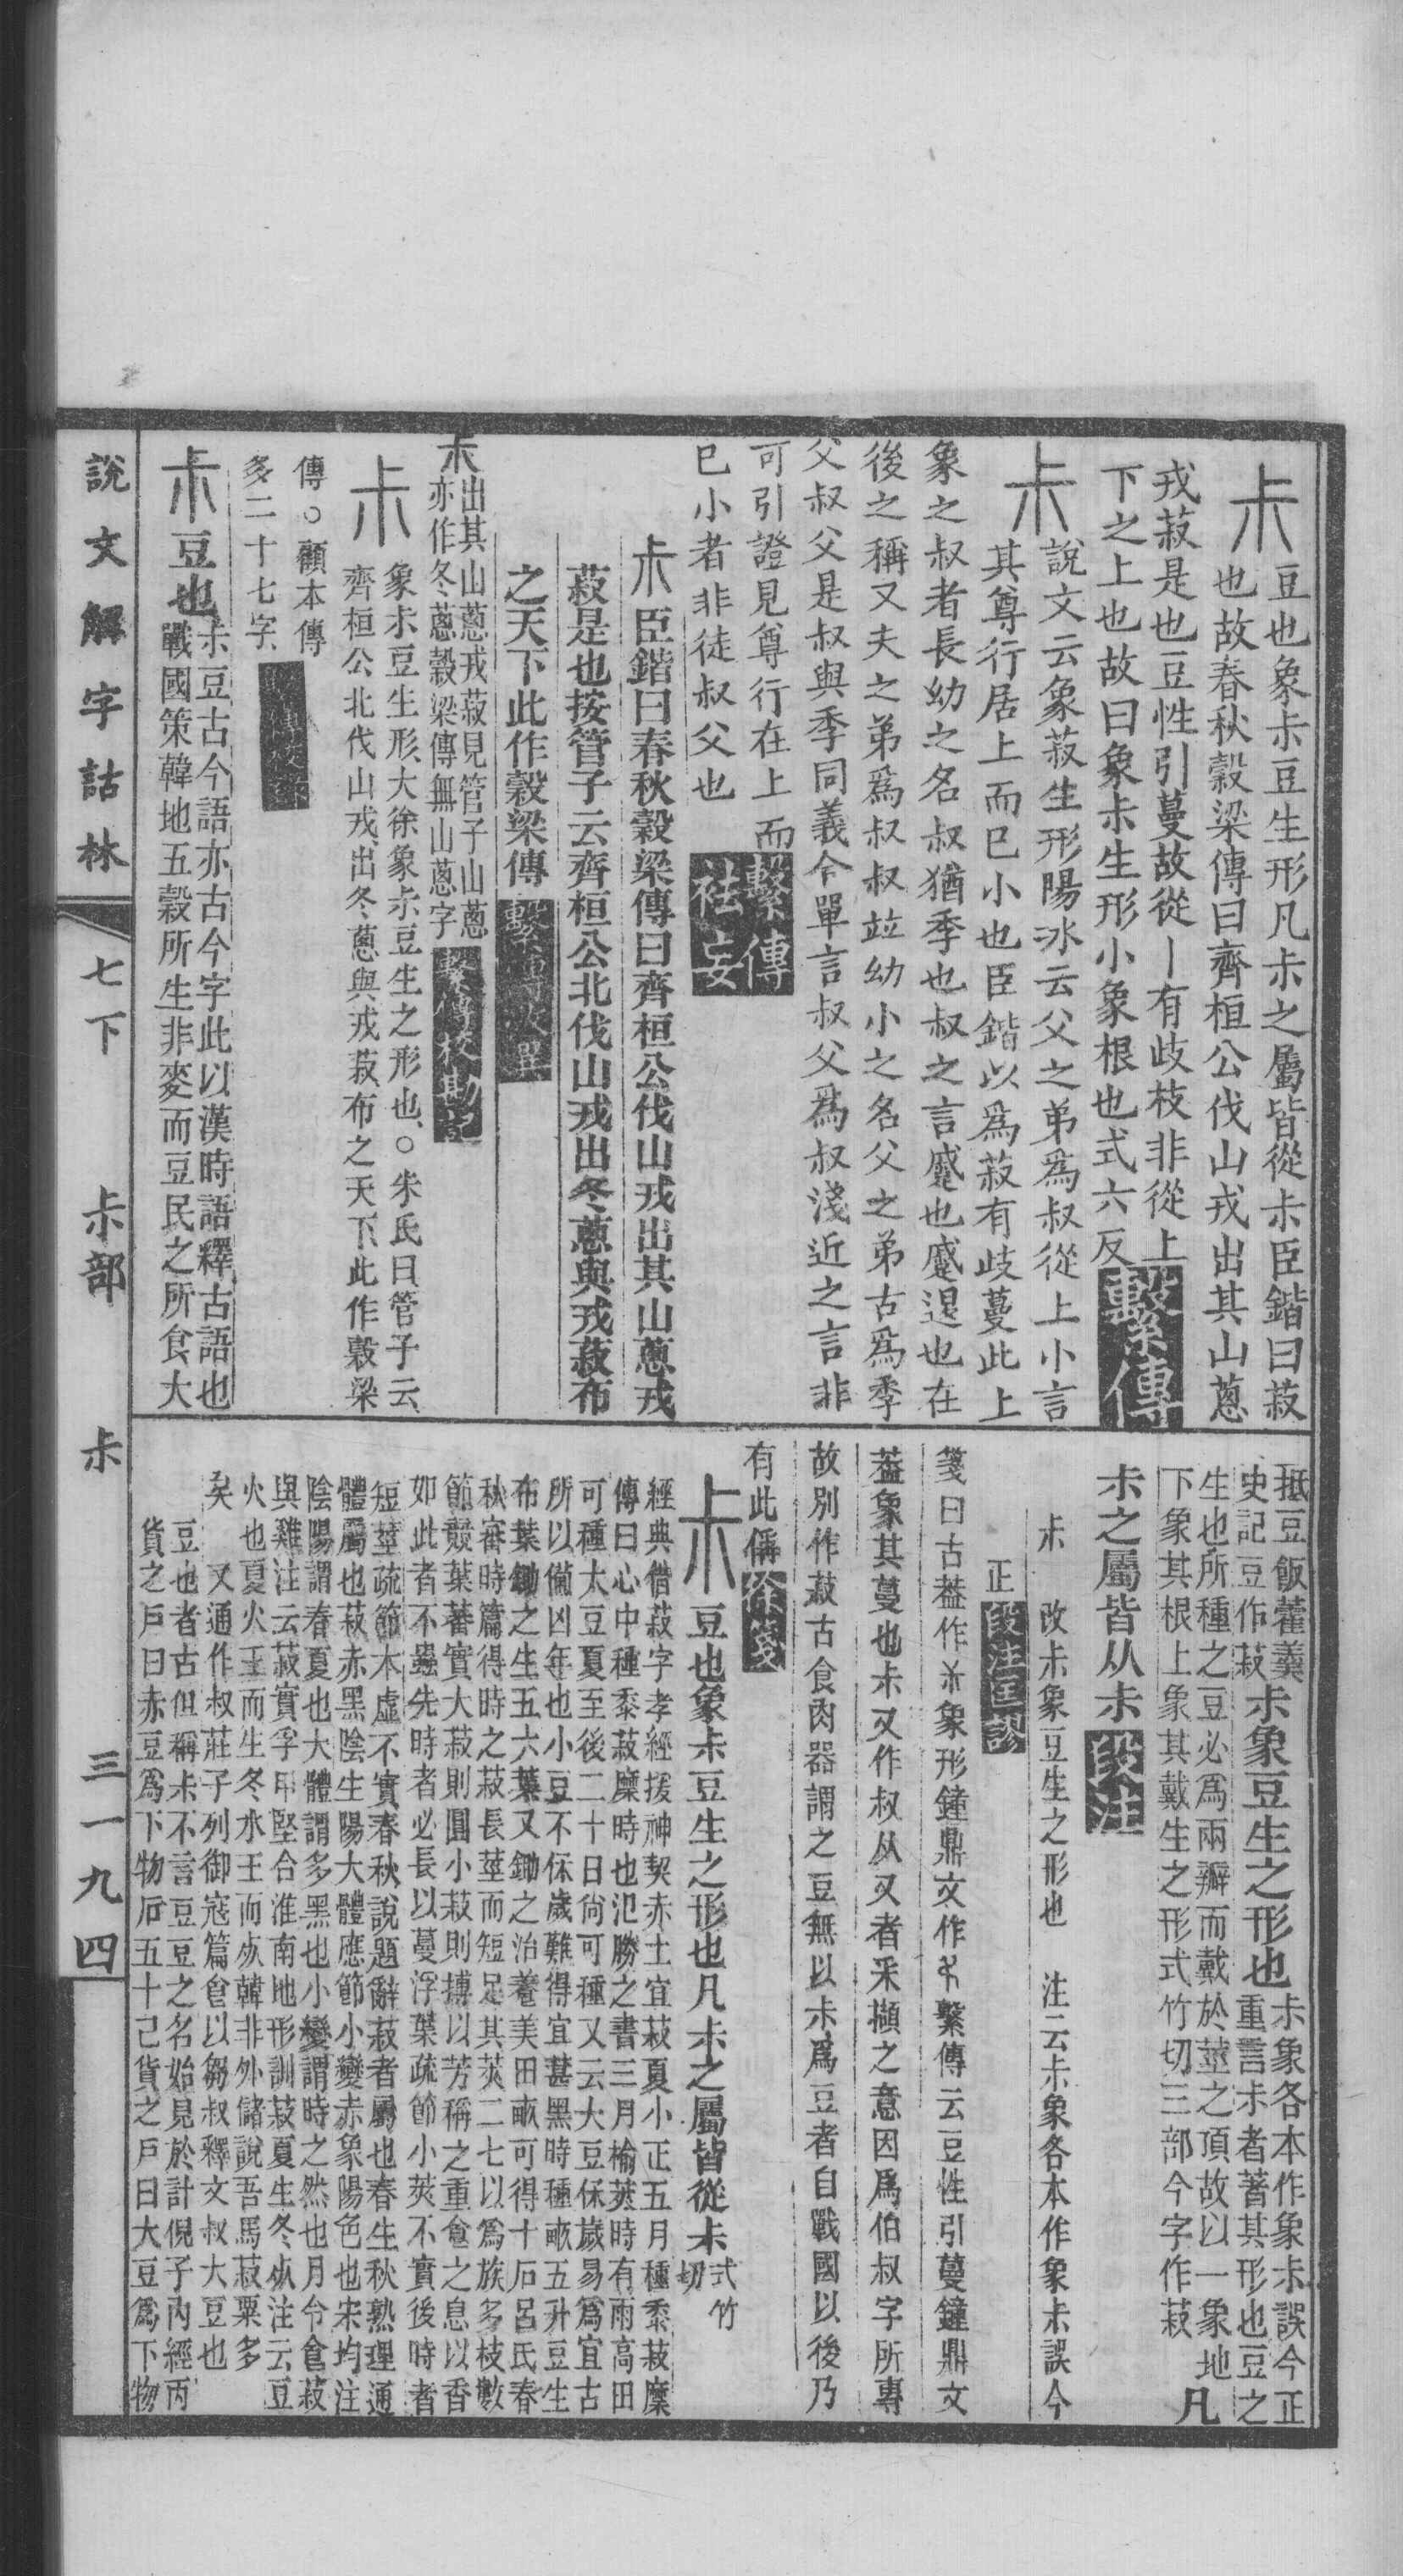 尗
豆也象尗豆生形凡尗之屬皆從尗臣鍇曰菽
也故春秋穀梁傳曰齊桓公伐山戎出其山蔥
戎菽是也豆性引蔓故從丨有歧枝非從上
下之上也故曰象尗生形小象根也式六反 繫傳
尗
說文云象菽生形陽冰云父之弟爲叔從上小言
其尊行居上而已小也臣鍇以爲菽有歧蔓此上
象之叔者長幼之名叔猶季也叔之言蹙也蹙退也在
後之稱又夫之弟爲叔叔竝幼小之名父之弟古爲季
父叔父是叔與季同義今單言叔父爲叔淺近之言非
可引證見尊行在上而
已小者非徒叔父也 繫傳袪妄
尗臣鍇曰春秋穀梁傳曰齊桓公伐山戎出其山蔥戎
菽是也按管子云齊桓公北伐山戎出冬蔥與戎菽布
之天下此作穀梁傳
尗出其山蔥戎菽見管子山蔥
亦作冬蔥穀梁傳無山蔥字 繫傳校勘記
尗
象尗豆生形大徐象尗豆生之形也○朱氏曰管子云
齊桓公北伐山戎出冬蔥與戎菽布之天下此作穀梁
傳○顧本傳
多二十七字
尗
豆也
尗豆古今語亦古今字此以漢時語釋古語也
戰國策韓地五穀所生非麥而豆民之所食大
抵豆飯藿羹
史記豆作菽
尗象豆生之形也
尗象各本作象尗誤今正
重言尗者著其形也豆之
生也所種之豆必爲兩瓣而戴於莖之頂故以一象地
下象其根上象其戴生之形式竹切三部今字作菽
凡
尗之屬皆从尗 段注
尗 改尗象豆生之形也 注云尗象各本作象尗誤今
正 段注匡謬
箋曰古葢作 象形鐘鼎文作 繫傳云豆性引蔓鐘鼎文
葢象其蔓也尗又作叔从又者采擷之意因爲伯叔字所專
故別作菽古食肉器謂之豆無以尗爲豆者自戰國以後乃
有此偁 徐箋
尗
豆也象尗豆生之形也凡尗之屬皆從尗
式竹
切
經典借菽字孝經援神契赤土宜菽夏小正五月種黍菽糜
傳曰心中種黍菽糜時也氾勝之書三月榆莢時有雨高田
可種大豆夏至後二十日尚可種又云大豆保歲易爲宜古
所以備凶年也小豆不保歲難得宜葚黑時種畝五升豆生
布葉鋤之生五六葉又鋤之治養美田畝可得十石呂氏春
秋審時篇得時之菽長莖而短足其莢二七以爲族多枝數
節競葉蕃實大菽則圓小菽則摶以芳稱之重食之息以香
如此者不蟲先時者必長以蔓浮葉疏節小莢不實後時者
短莖疏節本虛不實春秋說題辭菽者屬也春生秋熟理通
體屬也菽赤黑陰生陽大體應節小變赤象陽色也宋均注
陰陽謂春夏也大體謂多黑也小變謂時之然也月令食菽
與雞注云菽實孚甲堅合淮南地形訓菽夏生冬死注云豆
火也夏火王而生冬水王而死韓非外儲說吾馬菽粟多
矣 又通作叔莊子列御寇篇食以芻叔釋文叔大豆也
豆也者古但稱尗不言豆豆之名始見於計倪子內經丙
貨之戶曰赤豆爲下物石五十己貨之戶曰大豆爲下物
說文解字詁林 七下 尗部 尗 三一九四